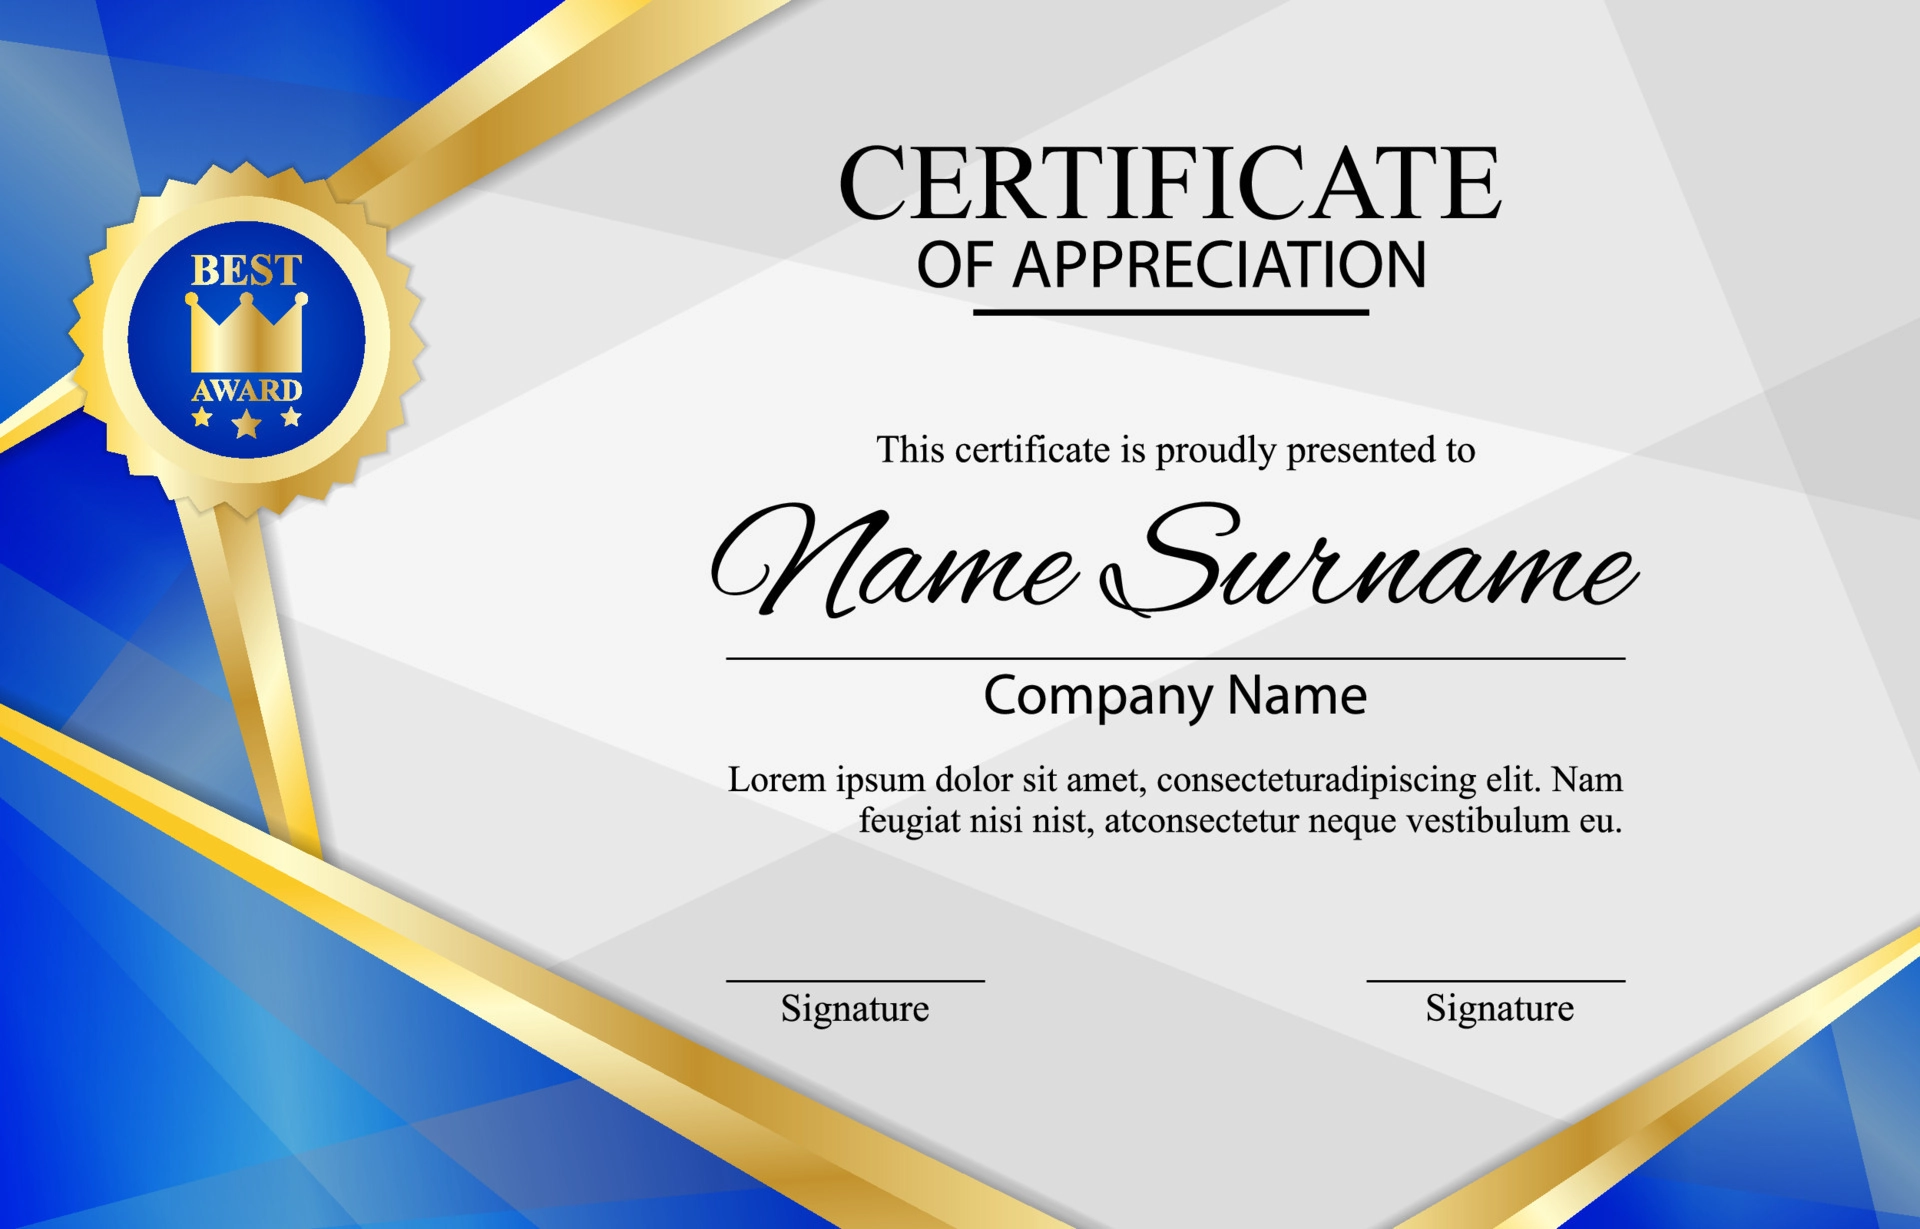 BEST
AWARD
CERTIFICATE
OF APPRECIATION
This certificate is proudly presented to
Name Surname
Company Name
Lorem ipsum dolor sit amet, consecteturadipiscing elit. Nam
feugiat nisi nist, atconsectetur neque vestibulum eu.
Signature
Signature